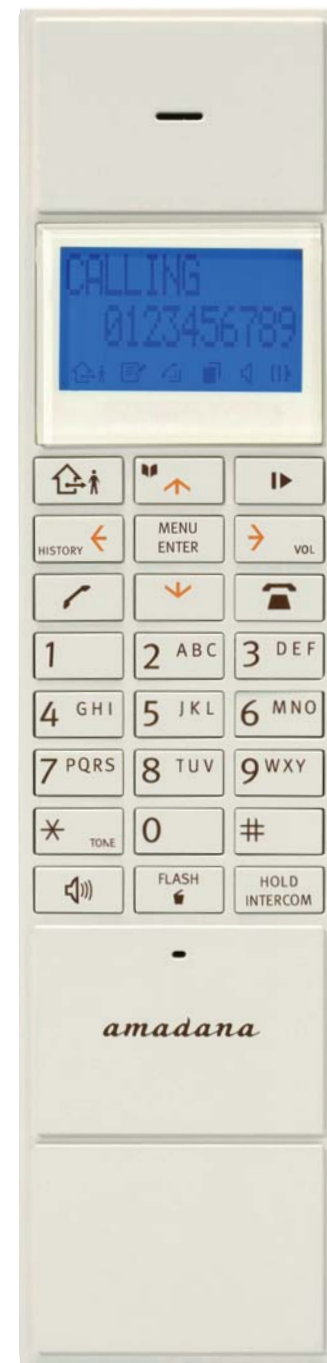 CALLING
0123456789
HISTORY MENU ENTER VOL
1 2 ABC 3 DEF
4 GHI 5 JKL 6 MNO
7 PQRS 8 TUV 9 WXY
* TONE 0 #
FLASH HOLD INTERCOM
amadana